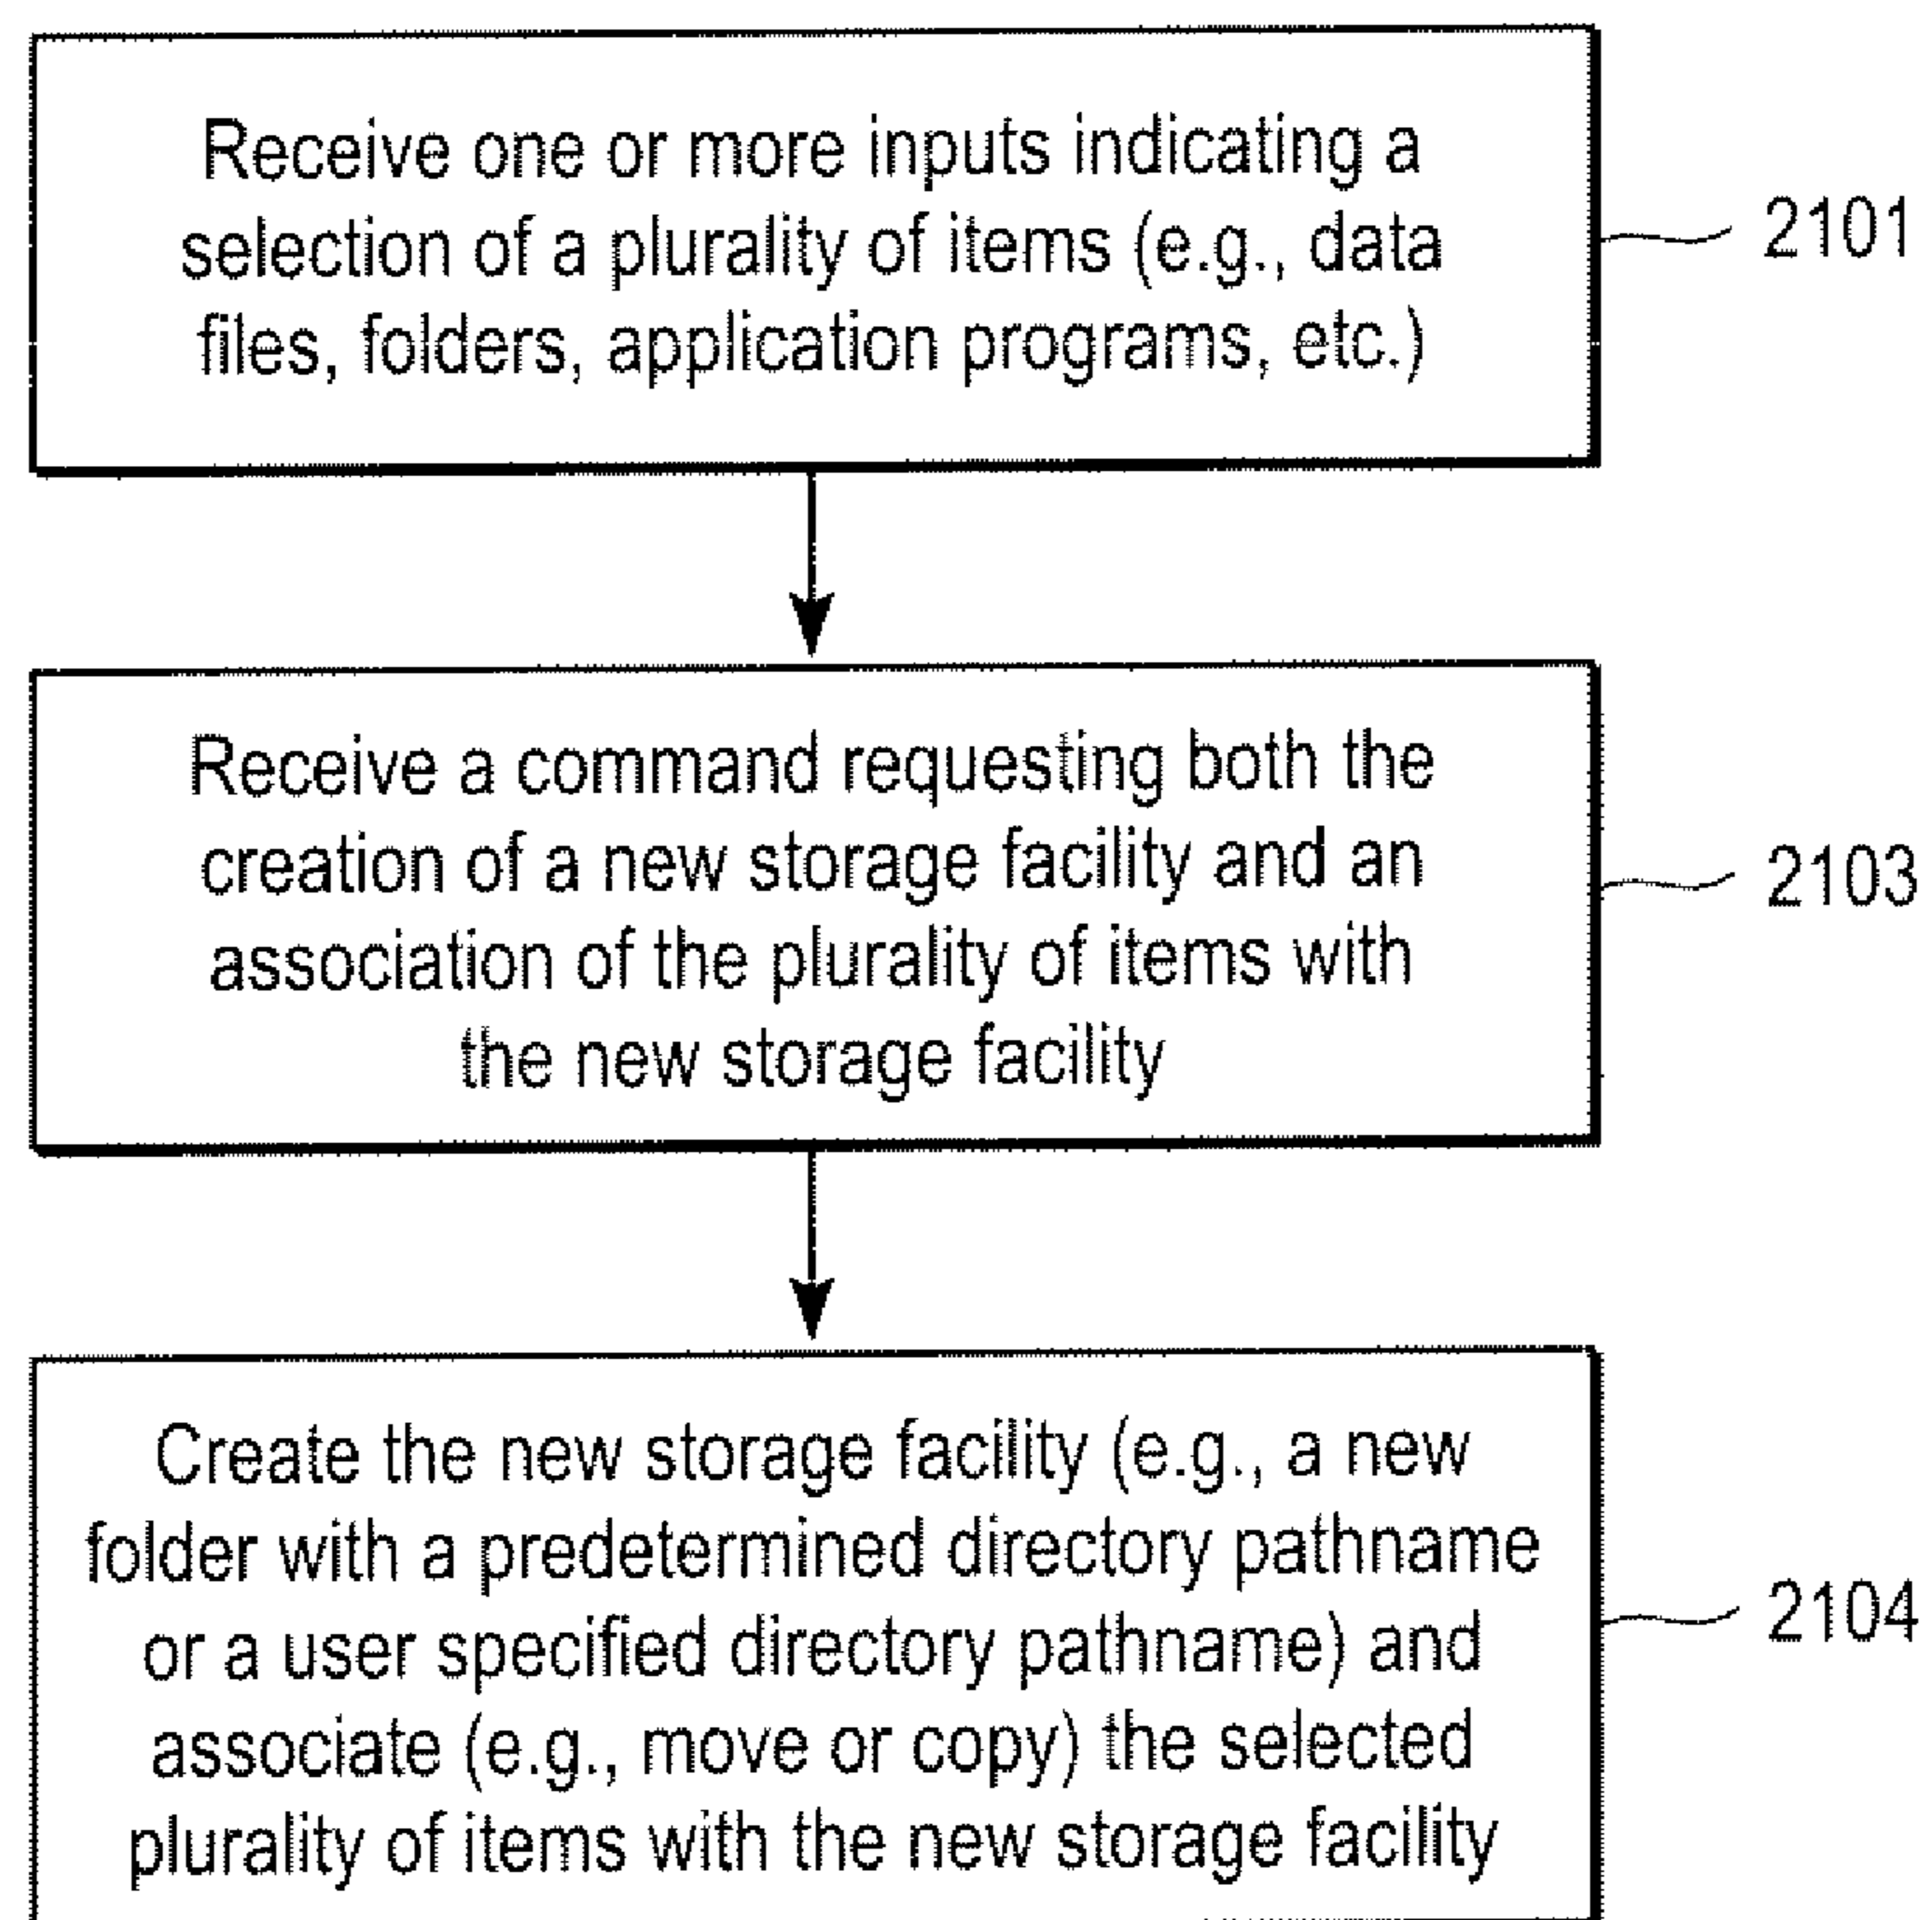 Receive one or more inputs indicating a
selection of a plurality of items (e.g., data
files, folders, application programs, etc.)
2101
Receive a command requesting both the
creation of a new storage facility and an
association of the plurality of items with
the new storage facility
2103
Create the new storage facility (e.g., a new
folder with a predetermined directory pathname
or a user specified directory pathname) and
associate (e.g., move or copy) the selected
plurality of items with the new storage facility
2104